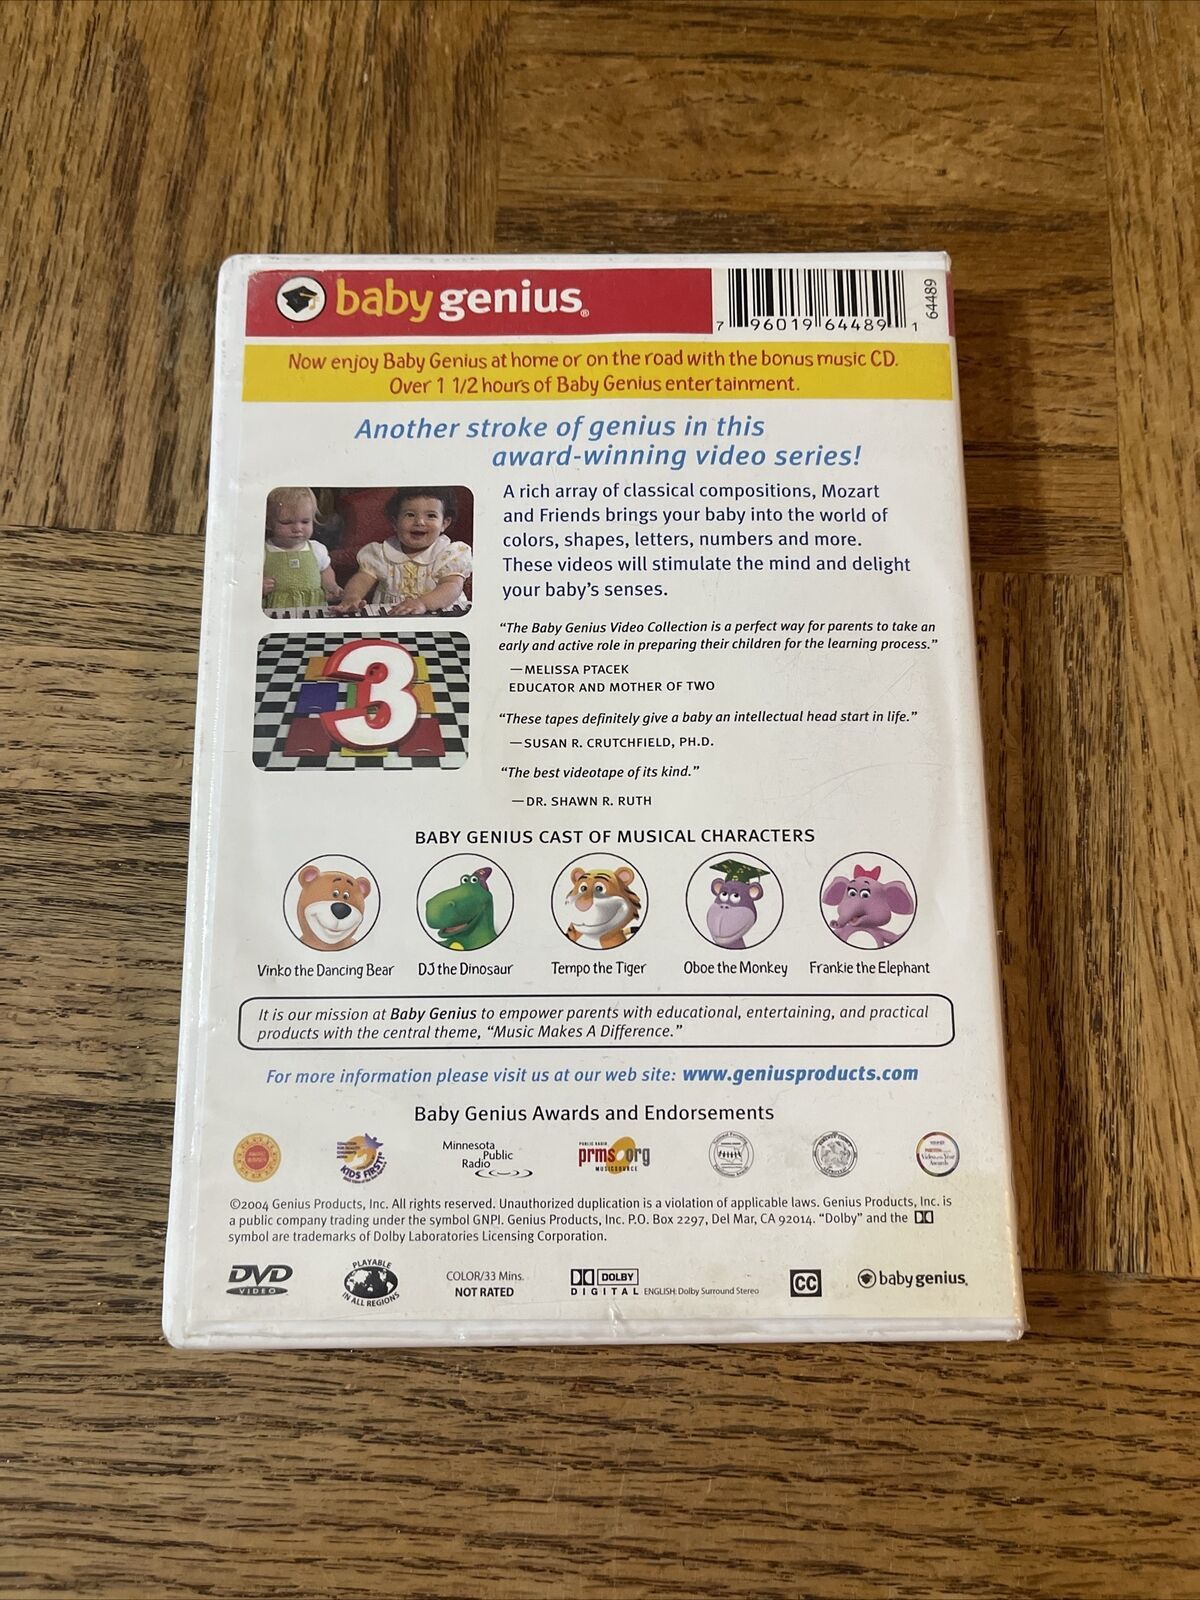 baby genius®
7 96019 64489 1
64489
Now enjoy Baby Genius at home or on the road with the bonus music CD.
Over 1 1/2 hours of Baby Genius entertainment.
Another stroke of genius in this
award-winning video series!
A rich array of classical compositions, Mozart
and Friends brings your baby into the world of
colors, shapes, letters, numbers and more.
These videos will stimulate the mind and delight
your baby's senses.
3
"The Baby Genius Video Collection is a perfect way for parents to take an
early and active role in preparing their children for the learning process."
—MELISSA PTACEK
EDUCATOR AND MOTHER OF TWO
"These tapes definitely give a baby an intellectual head start in life."
—SUSAN R. CRUTCHFIELD, PH.D.
"The best videotape of its kind."
—DR. SHAWN R. RUTH
BABY GENIUS CAST OF MUSICAL CHARACTERS
Vinko the Dancing Bear DJ the Dinosaur Tempo the Tiger Oboe the Monkey Frankie the Elephant
It is our mission at Baby Genius to empower parents with educational, entertaining, and practical
products with the central theme, "Music Makes A Difference."
For more information please visit us at our web site: www.geniusproducts.com
Baby Genius Awards and Endorsements
KIDS FIRST!
Minnesota
Public
Radio
PUBLIC RADIO
prms.org
MUSICSOURCE
©2004 Genius Products, Inc. All rights reserved. Unauthorized duplication is a violation of applicable laws. Genius Products, Inc. is
a public company trading under the symbol GNPI. Genius Products, Inc. P.O. Box 2297, Del Mar, CA 92014. "Dolby" and the
symbol are trademarks of Dolby Laboratories Licensing Corporation.
DVD
VIDEO
PLAYABLE
IN ALL REGIONS
COLOR/33 Mins.
NOT RATED
DOLBY
DIGITAL ENGLISH: Dolby Surround Stereo
CC
baby genius®